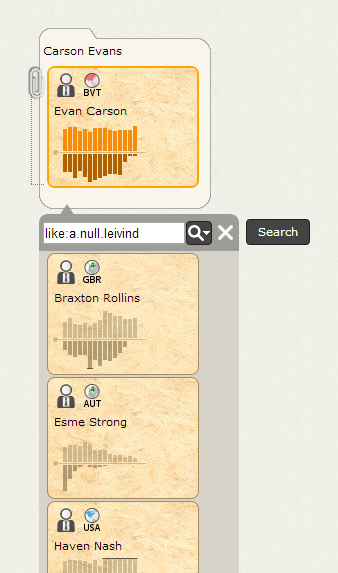 Carson Evans
BVT
Evan Carson
like:a.null.leivind
Search
GBR
Braxton Rollins
AUT
Esme Strong
USA
Haven Nash